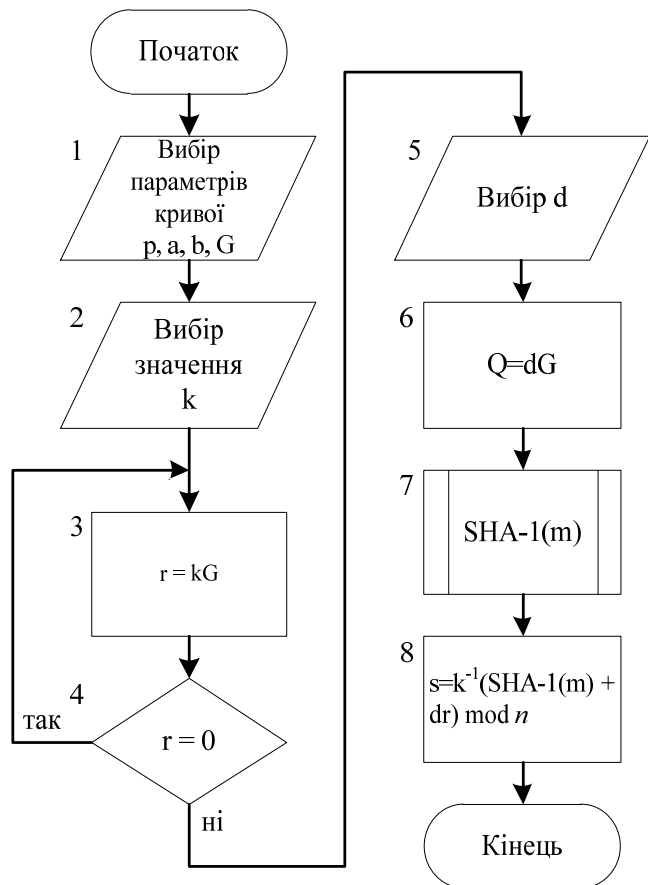 Початок
1
Вибір
параметрів
кривої
p, a, b, G
2
Вибір
значення
k
3
r = kG
4
так
r = 0
ні
5
Вибір d
6
Q=dG
7
SHA-1(m)
8
s=k⁻¹(SHA-1(m) +
dr) mod n
Кінець